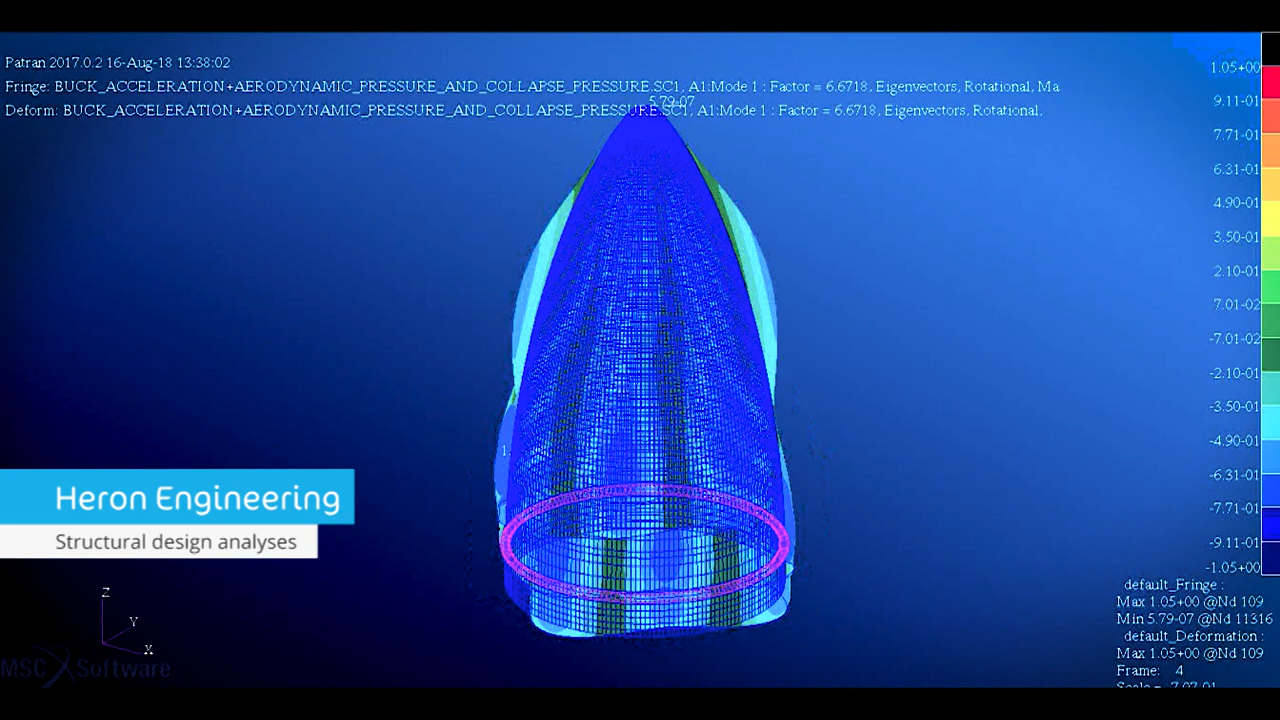 Patran 2017.0.2 16-Aug-18 13:38:02
Fringe: BUCK_ACCELERATION+AERODYNAMIC_PRESSURE_AND_COLLAPSE_PRESSURE.SC1, A1:Mode 1 : Factor = 6.6718, Eigenvectors, Rotational, Ma
5.79-07
Deform: BUCK_ACCELERATION+AERODYNAMIC_PRESSURE_AND_COLLAPSE_PRESSURE.SC1, A1:Mode 1 : Factor = 6.6718, Eigenvectors, Rotational,
1.05+00
9.11-01
7.71-01
6.31-01
4.90-01
3.50-01
2.10-01
7.01-02
-7.01-02
-2.10-01
-3.50-01
-4.90-01
-6.31-01
-7.71-01
-9.11-01
-1.05+00
1.
Heron Engineering
Structural design analyses
Z
Y
X
MSC Software
default_Fringe :
Max 1.05+00 @Nd 109
Min 5.79-07 @Nd 11316
default_Deformation :
Max 1.05+00 @Nd 109
Frame: 4
Scale = 7.07-01